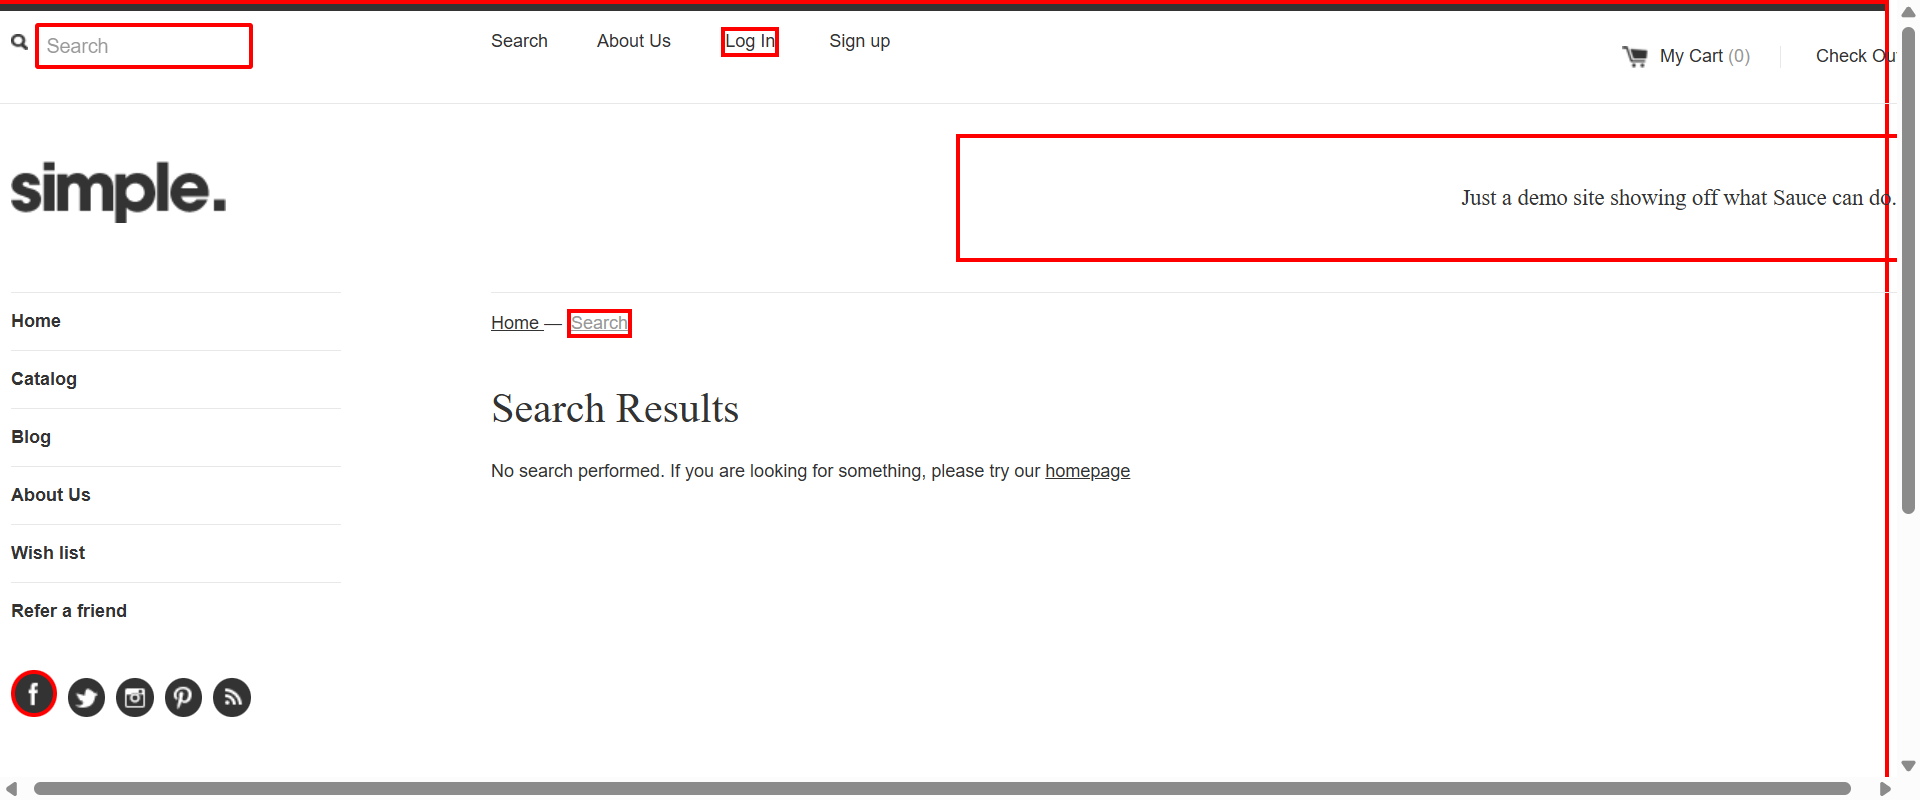 Search
Search
About Us
Log In
Sign up
My Cart (0)
Check Ou
simple.
Just a demo site showing off what Sauce can do.
Home
Catalog
Blog
About Us
Wish list
Refer a friend
Home — Search
Search Results
No search performed. If you are looking for something, please try our homepage